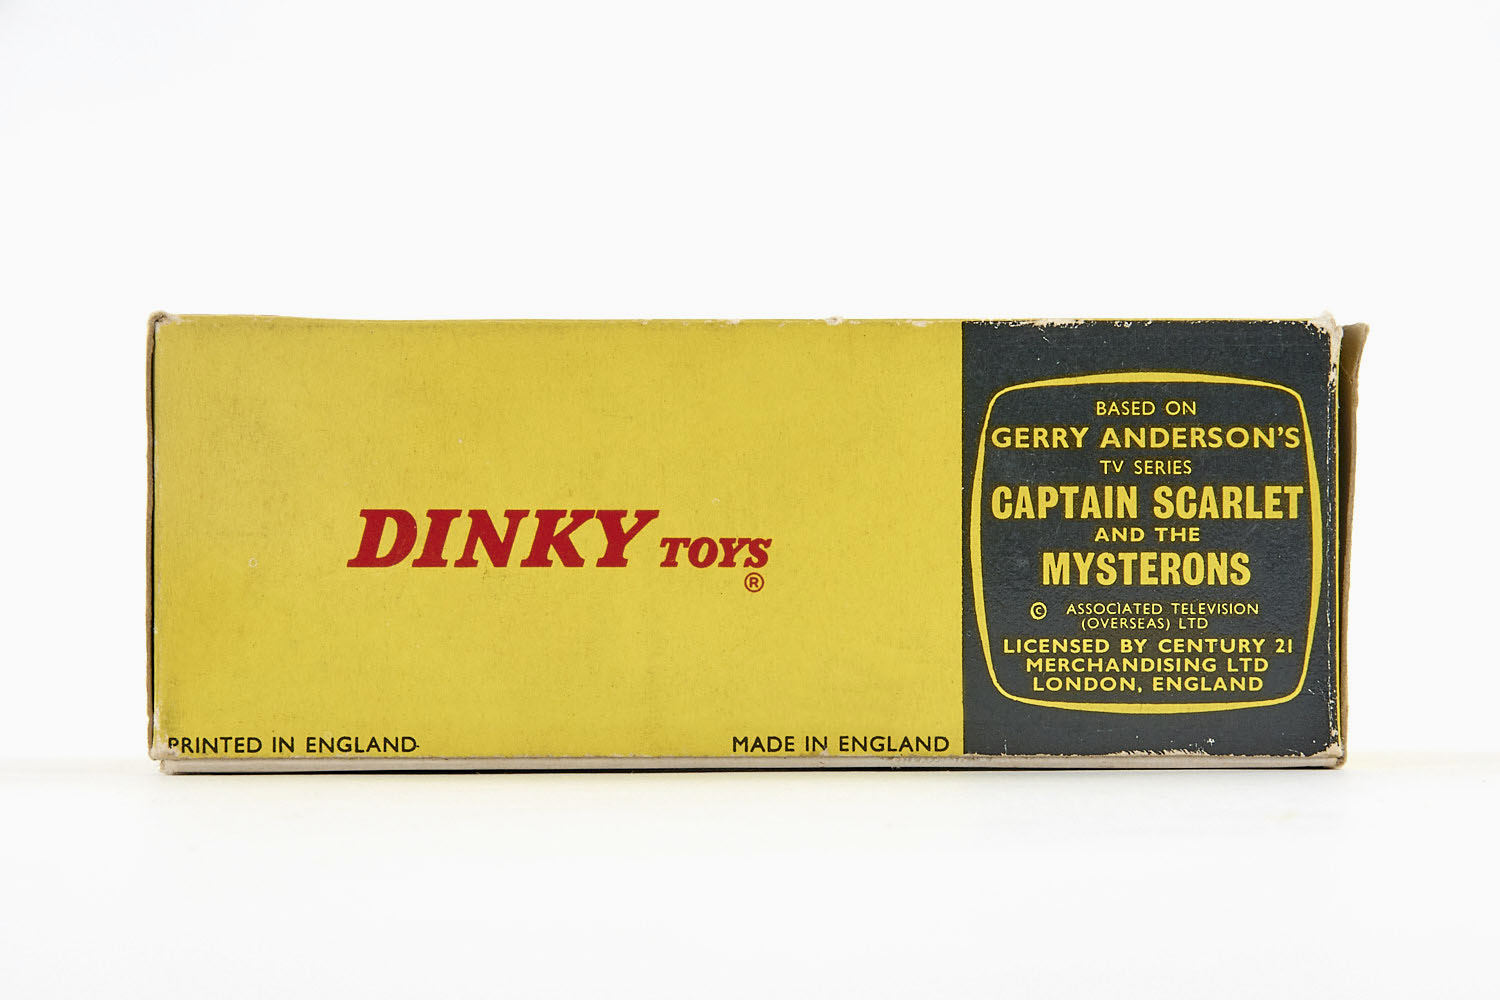 DINKY TOYS
®
PRINTED IN ENGLAND
MADE IN ENGLAND
BASED ON
GERRY ANDERSON'S
TV SERIES
CAPTAIN SCARLET
AND THE
MYSTERONS
© ASSOCIATED TELEVISION
(OVERSEAS) LTD
LICENSED BY CENTURY 21
MERCHANDISING LTD
LONDON, ENGLAND